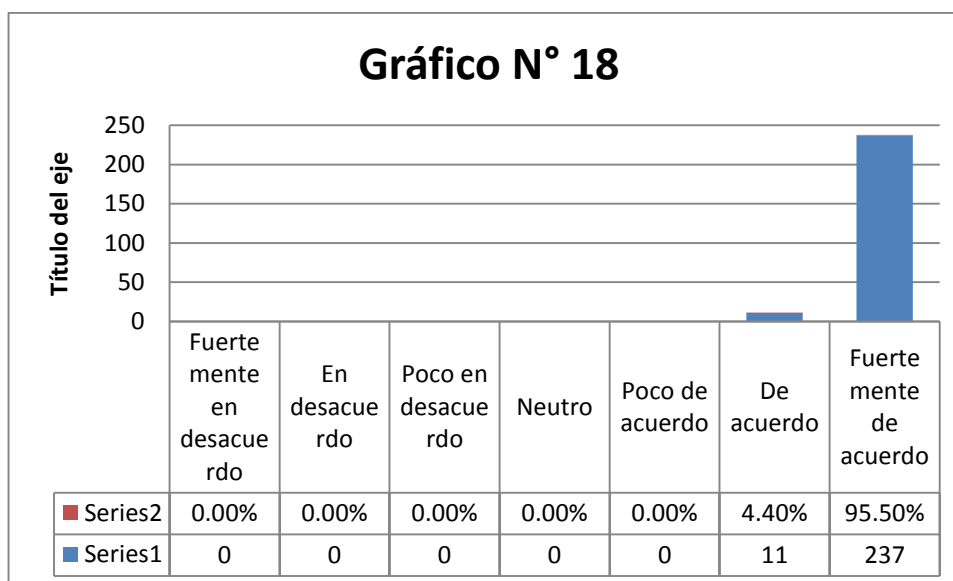 Gráfico N° 18
Título del eje
250
200
150
100
50
0
Fuerte
mente
en
desacue
rdo
En
desacue
rdo
Poco en
desacue
rdo
Neutro
Poco de
acuerdo
De
acuerdo
Fuerte
mente
de
acuerdo
Series2 0.00% 0.00% 0.00% 0.00% 0.00% 4.40% 95.50%
Series1 0 0 0 0 0 11 237